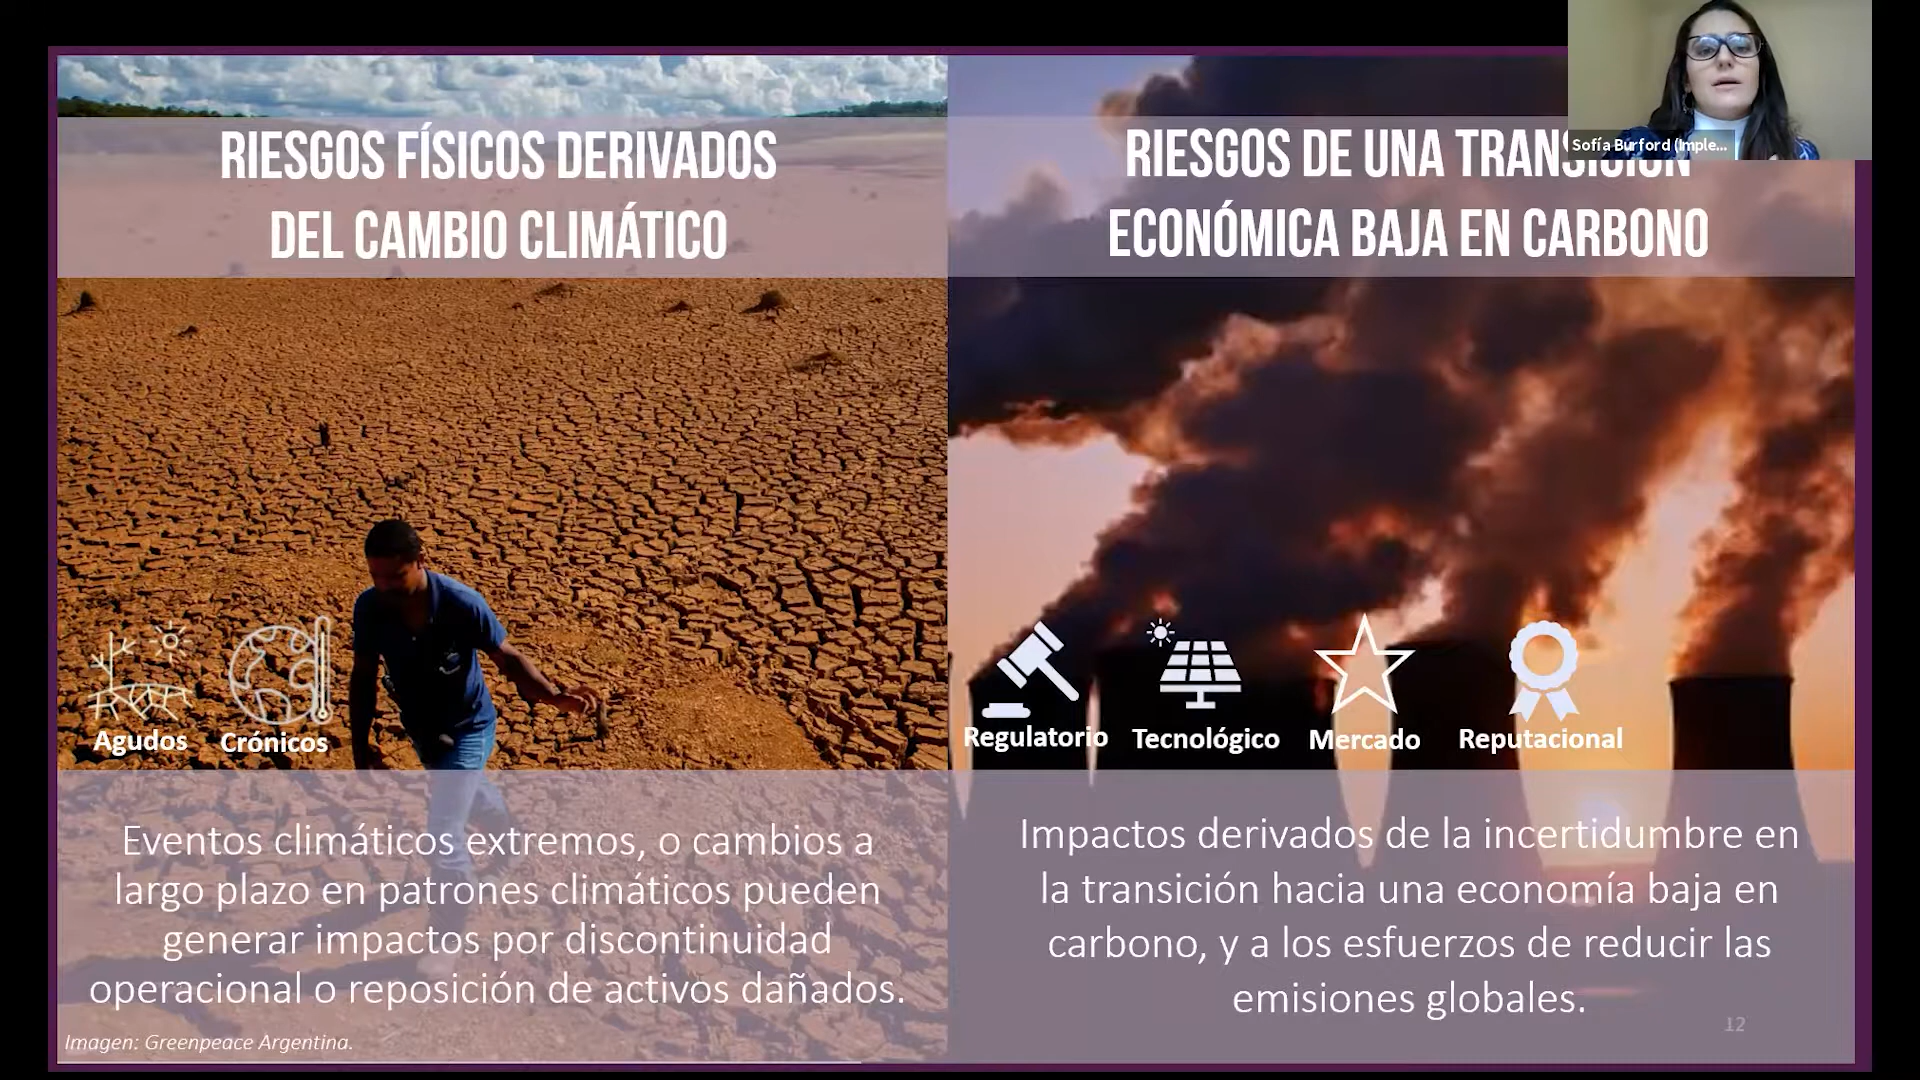 RIESGOS FÍSICOS DERIVADOS
DEL CAMBIO CLIMÁTICO
Agudos
Crónicos
Eventos climáticos extremos, o cambios a
largo plazo en patrones climáticos pueden
generar impactos por discontinuidad
operacional o reposición de activos dañados.
Imagen: Greenpeace Argentina.
RIESGOS DE UNA TRANSICIÓN
ECONÓMICA BAJA EN CARBONO
Regulatorio
Tecnológico
Mercado
Reputacional
Impactos derivados de la incertidumbre en
la transición hacia una economía baja en
carbono, y a los esfuerzos de reducir las
emisiones globales.
12
Sofía Burford (Imple...